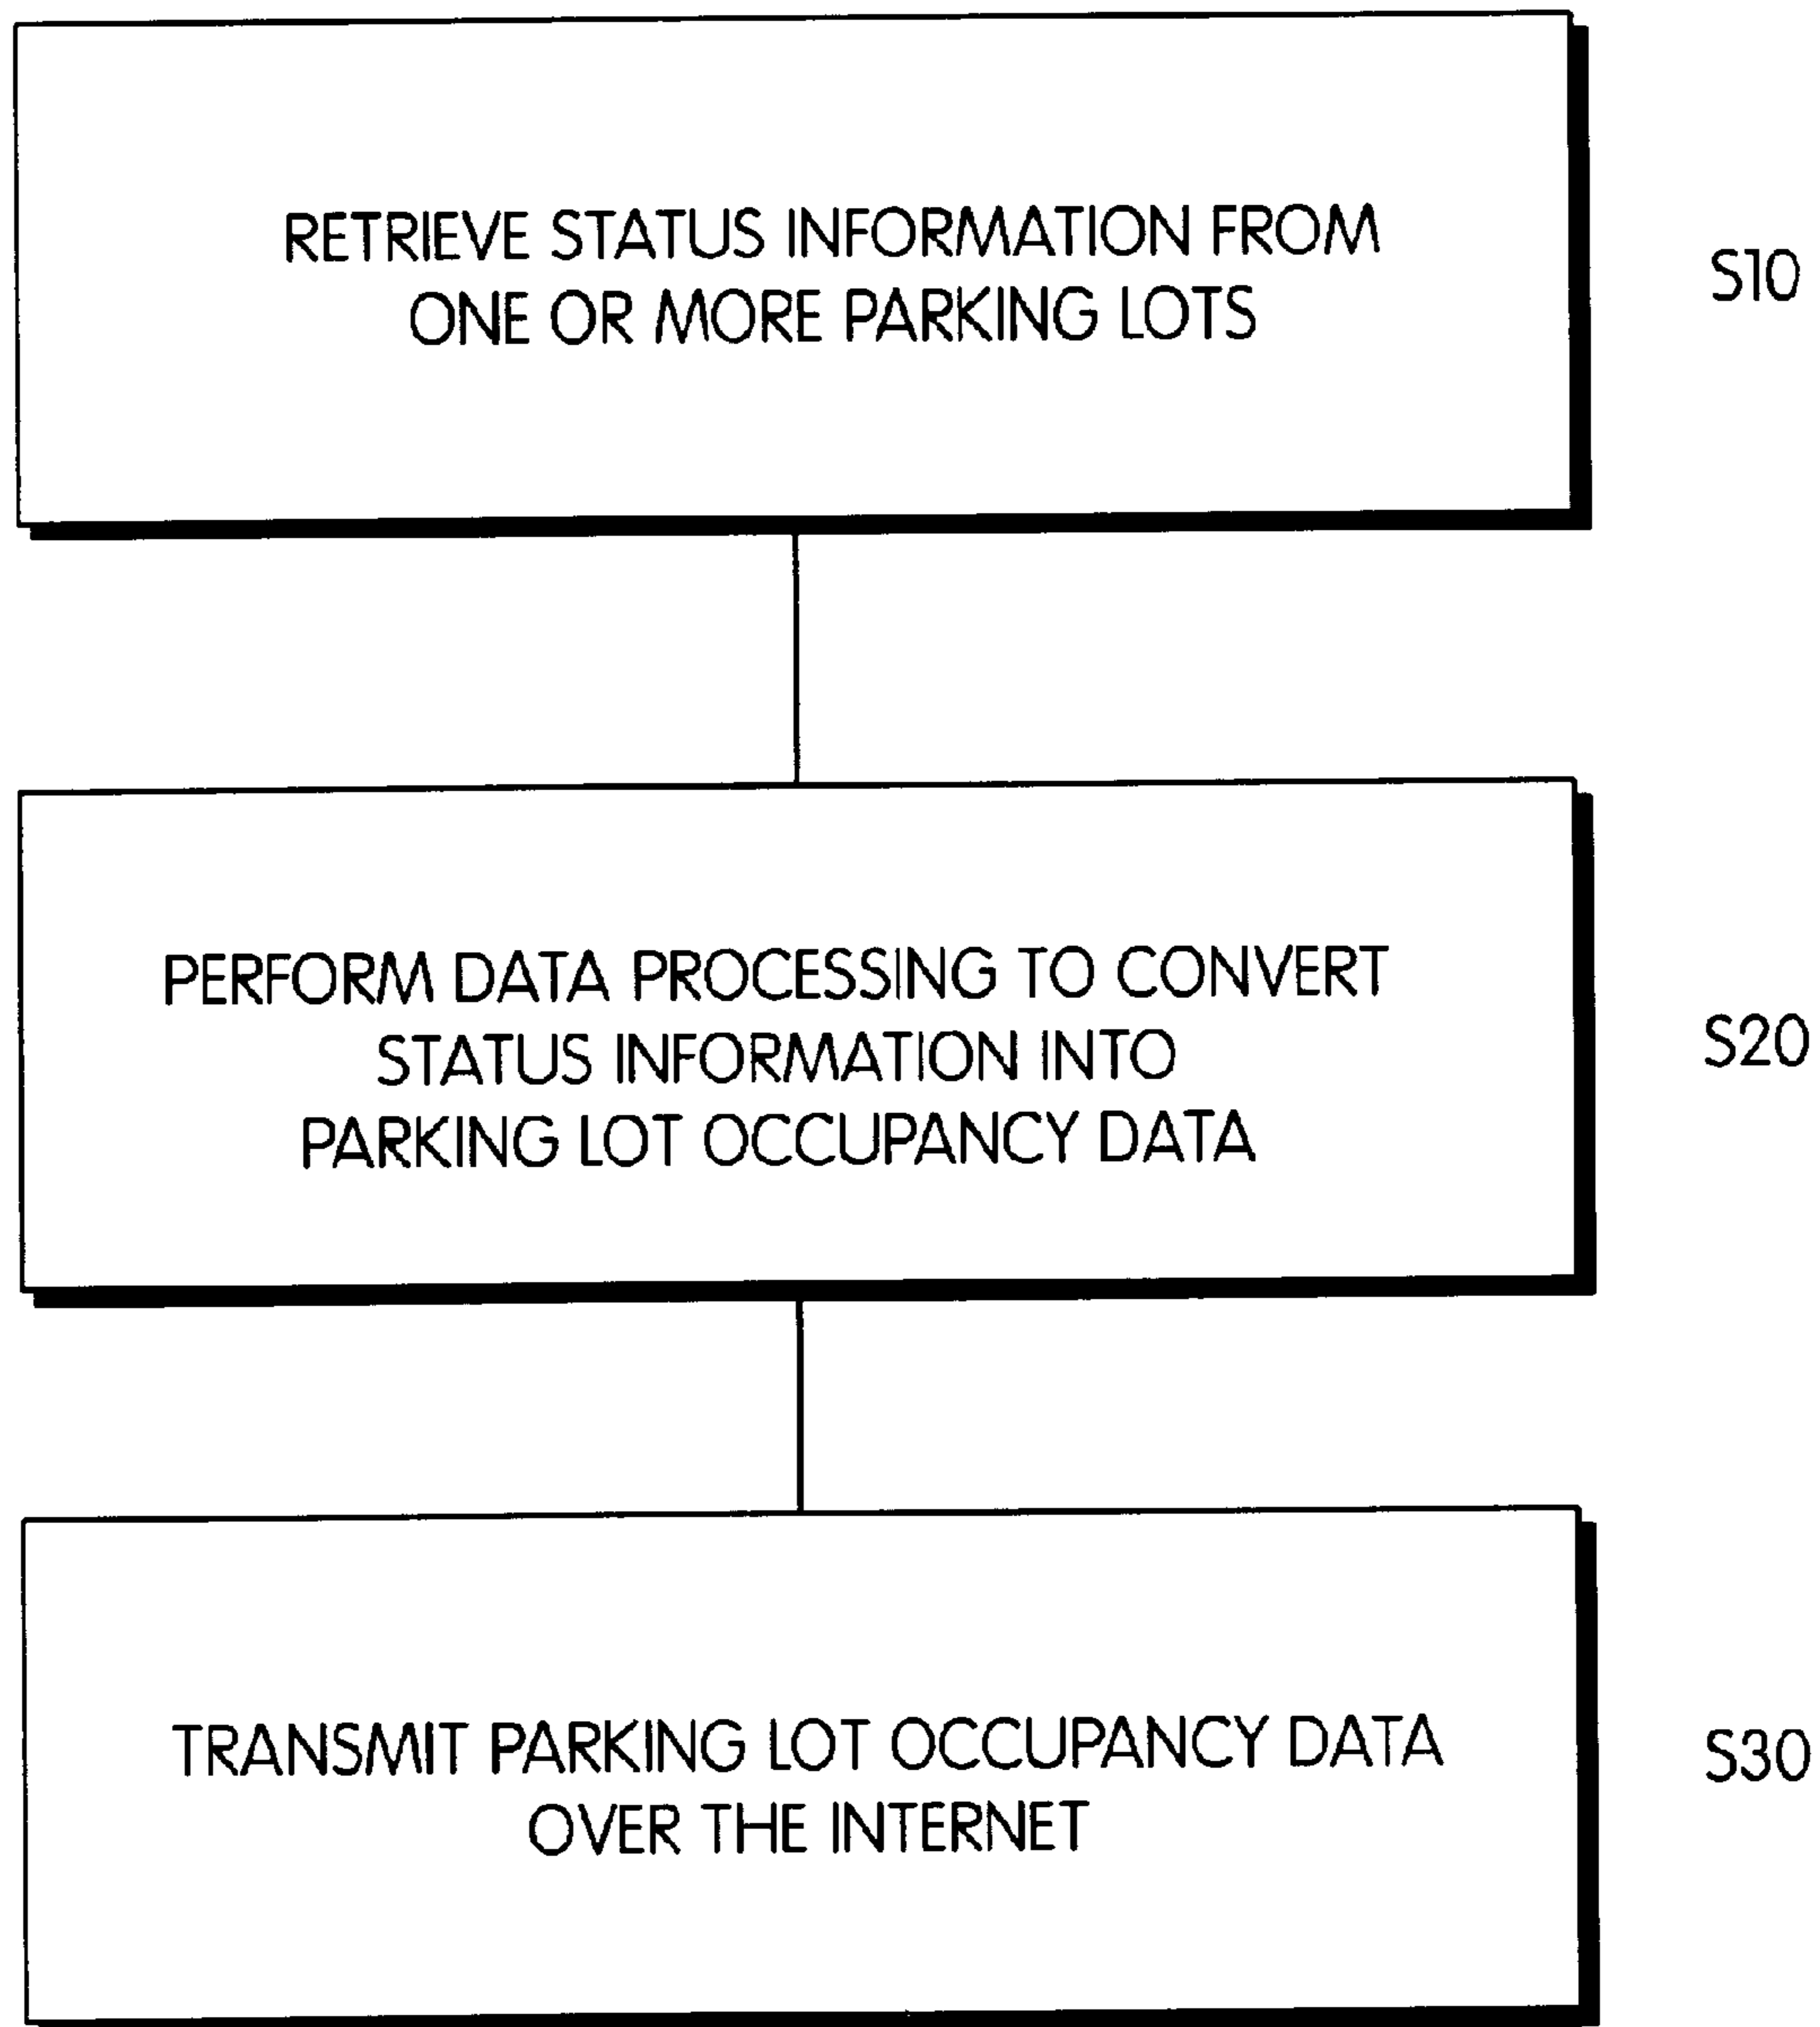 RETRIEVE STATUS INFORMATION FROM
ONE OR MORE PARKING LOTS
S10
PERFORM DATA PROCESSING TO CONVERT
STATUS INFORMATION INTO
PARKING LOT OCCUPANCY DATA
S20
TRANSMIT PARKING LOT OCCUPANCY DATA
OVER THE INTERNET
S30